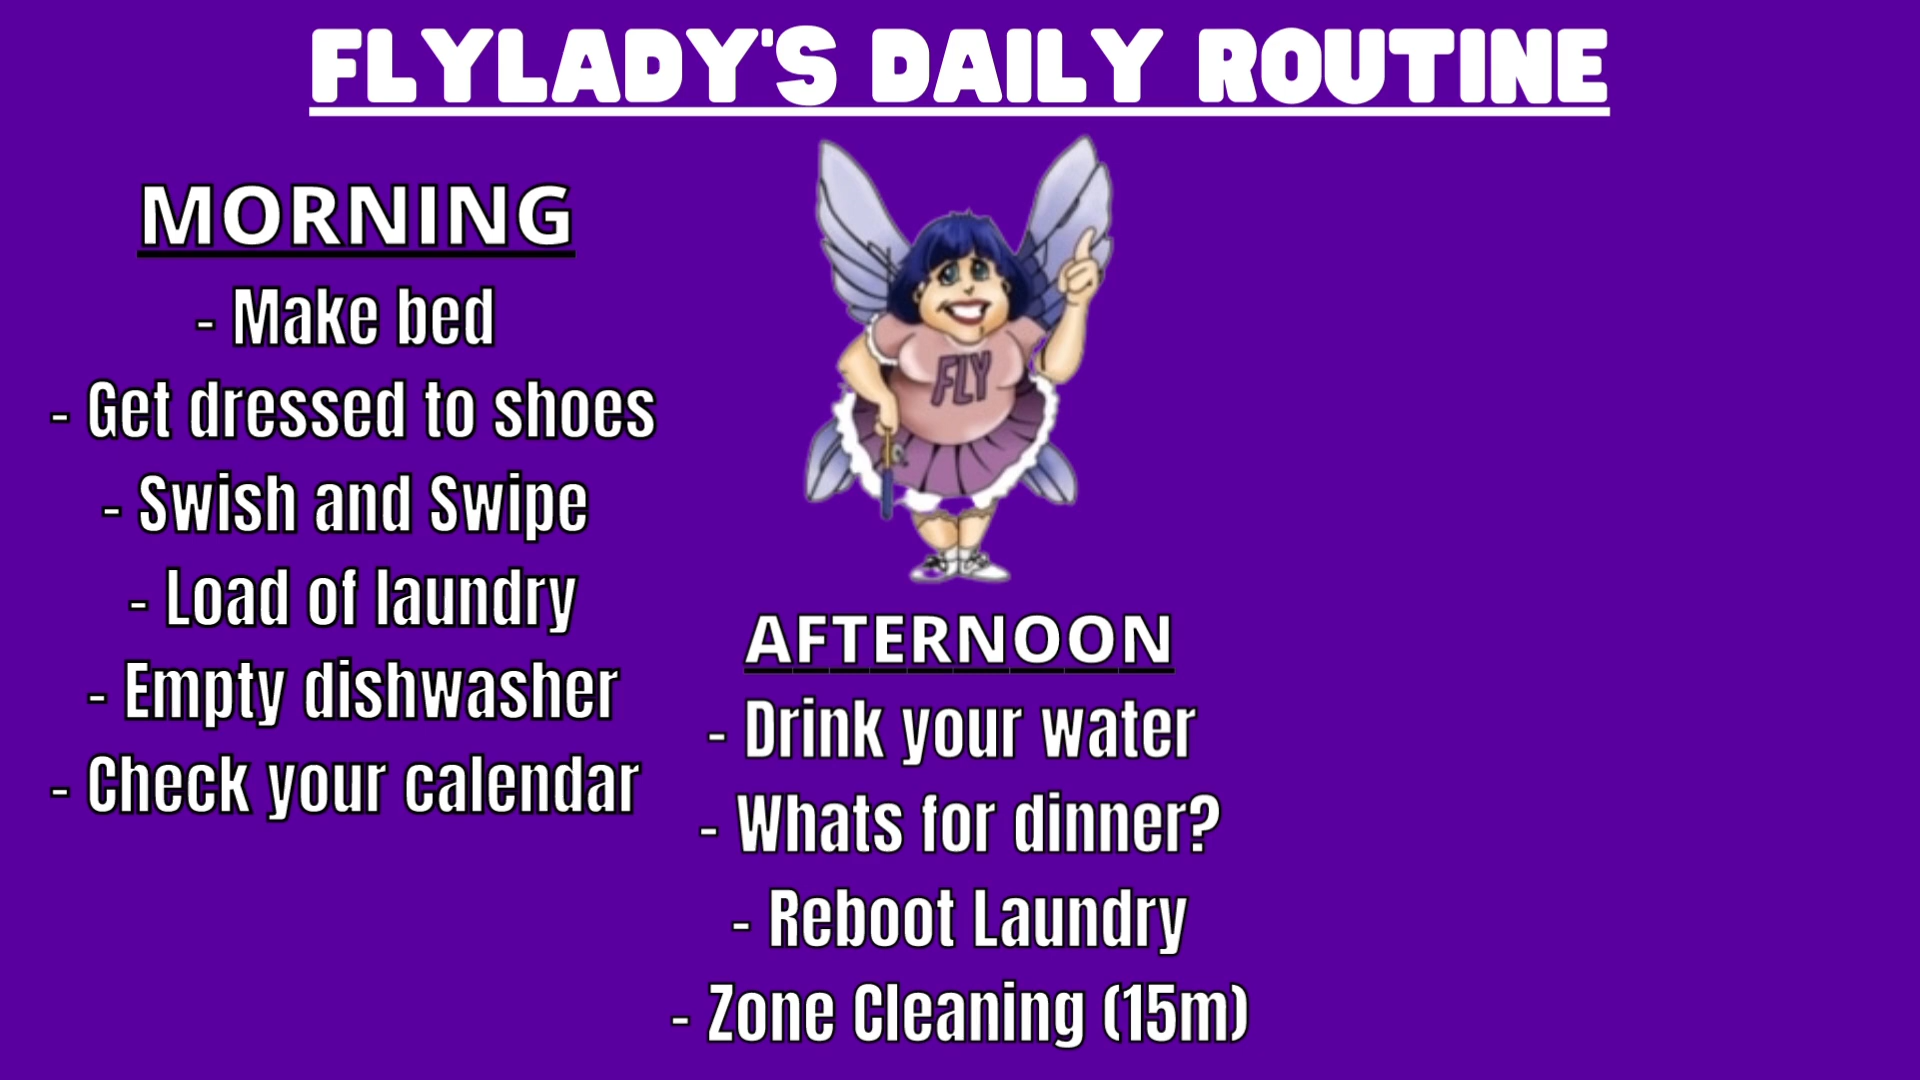 FLYLADY'S DAILY ROUTINE
MORNING
- Make bed
- Get dressed to shoes
- Swish and Swipe
- Load of laundry
- Empty dishwasher
- Check your calendar
FLY
AFTERNOON
- Drink your water
- Whats for dinner?
- Reboot Laundry
- Zone Cleaning (15m)